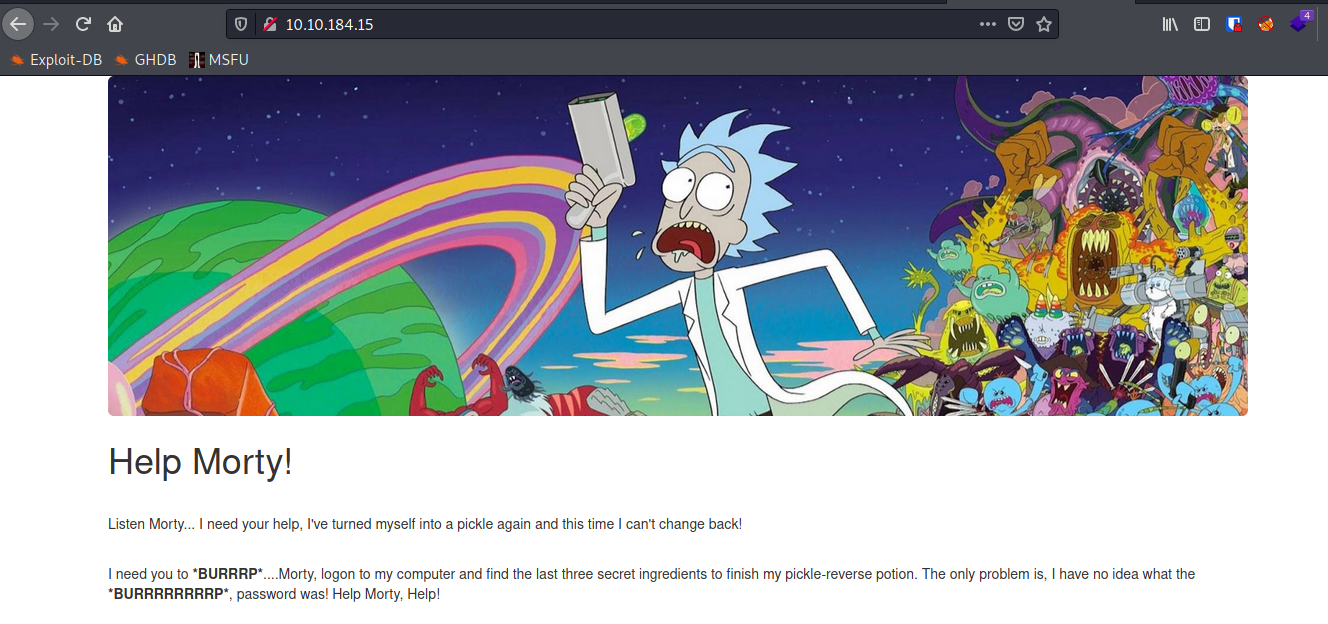 10.10.184.15
4
Exploit-DB GHDB MSFU
Help Morty!
Listen Morty... I need your help, I've turned myself into a pickle again and this time I can't change back!
I need you to *BURRRP*....Morty, logon to my computer and find the last three secret ingredients to finish my pickle-reverse potion. The only problem is, I have no idea what the
*BURRRRRRRRP*, password was! Help Morty, Help!